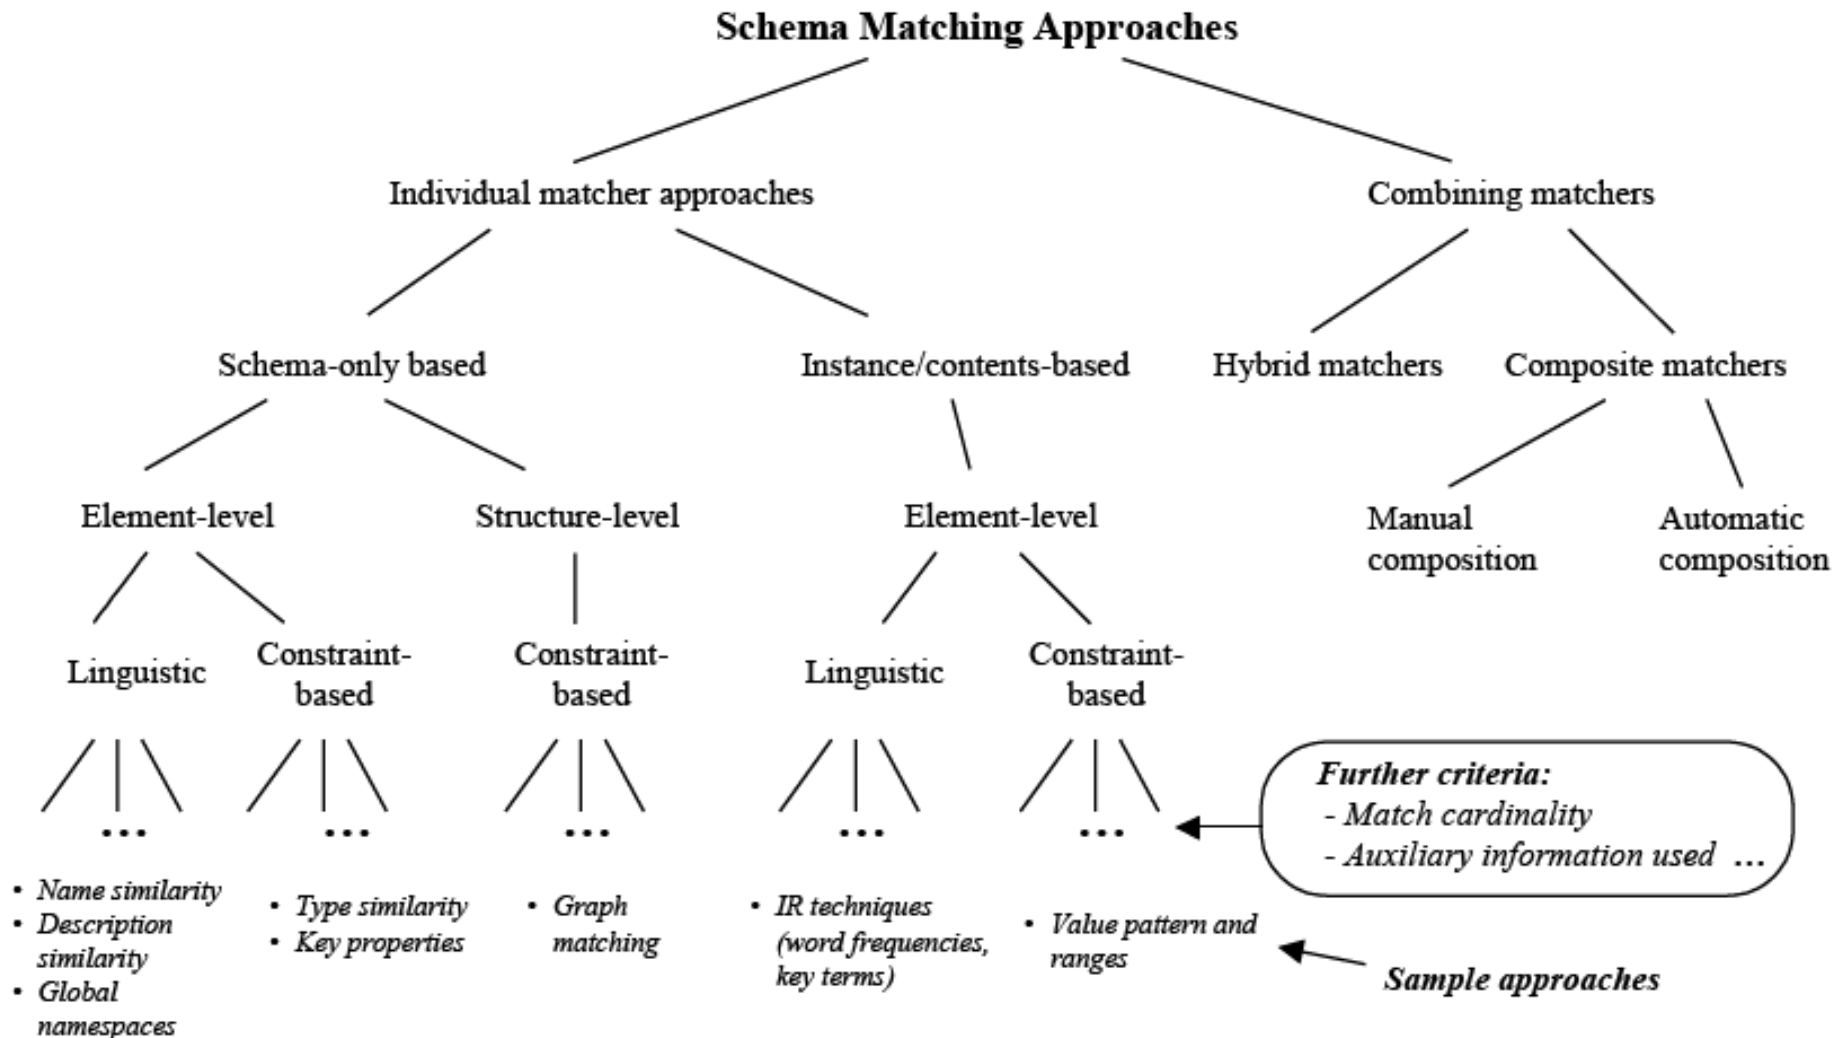 Schema Matching Approaches
Individual matcher approaches
Combining matchers
Schema-only based
Instance/contents-based
Hybrid matchers
Composite matchers
Element-level
Structure-level
Element-level
Manual
composition
Automatic
composition
Linguistic
Constraint-
based
Constraint-
based
Linguistic
Constraint-
based
...
...
...
...
...
Further criteria:
- Match cardinality
- Auxiliary information used ...
• Name similarity
• Description
similarity
• Global
namespaces
• Type similarity
• Key properties
• Graph
matching
• IR techniques
(word frequencies,
key terms)
• Value pattern and
ranges
Sample approaches